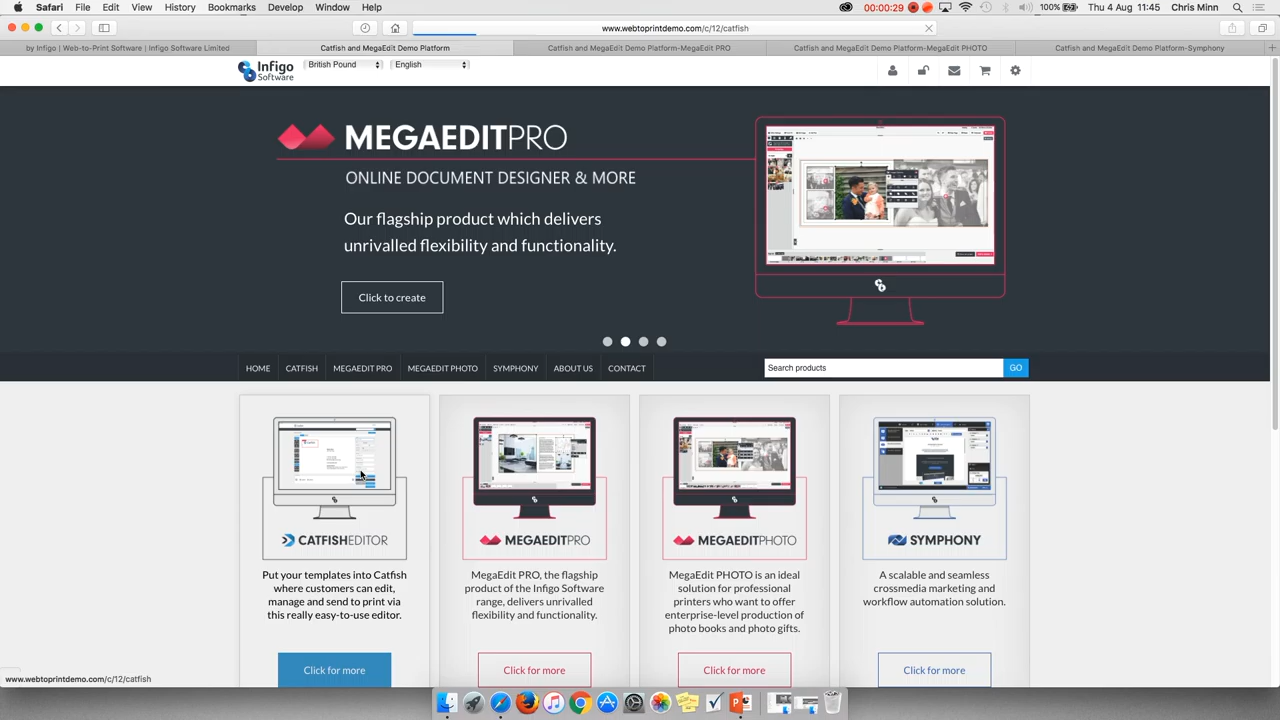 Safari File Edit View History Bookmarks Develop Window Help 00:00:29 100% Thu 4 Aug 11:45 Chris Minn
www.webtoprintdemo.com/c/12/catfish
by Infigo | Web-to-Print Software | Infigo Software Limited Catfish and MegaEdit Demo Platform Catfish and MegaEdit Demo Platform-MegaEdit PRO Catfish and MegaEdit Demo Platform-MegaEdit PHOTO Catfish and MegaEdit Demo Platform-Symphony
Infigo
Software
British Pound English
MEGAEDITPRO
ONLINE DOCUMENT DESIGNER & MORE
Our flagship product which delivers
unrivalled flexibility and functionality.
Click to create
HOME CATFISH MEGAEDIT PRO MEGAEDIT PHOTO SYMPHONY ABOUT US CONTACT Search products GO
CATFISHEDITOR
Put your templates into Catfish
where customers can edit,
manage and send to print via
this really easy-to-use editor.
Click for more
MEGAEDITPRO
MegaEdit PRO, the flagship
product of the Infigo Software
range, delivers unrivalled
flexibility and functionality.
Click for more
MEGAEDITPHOTO
MegaEdit PHOTO is an ideal
solution for professional
printers who want to offer
enterprise-level production of
photo books and photo gifts.
Click for more
SYMPHONY
A scalable and seamless
crossmedia marketing and
workflow automation solution.
Click for more
www.webtoprintdemo.com/c/12/catfish